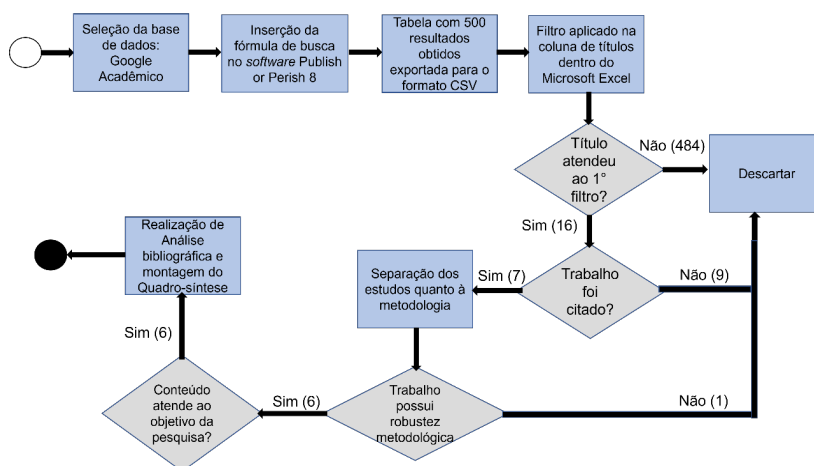 Seleção da base
de dados:
Google
Acadêmico
Inserção da
fórmula de busca
no software Publish
or Perish 8
Tabela com 500
resultados
obtidos
exportada para o
formato CSV
Filtro aplicado na
coluna de títulos
dentro do
Microsoft Excel
Título
atendeu
ao 1° 
filtro?
Não (484)
Descartar
Sim (16)
Trabalho
foi
citado?
Não (9)
Sim (7)
Separação dos
estudos quanto à
metodologia
Trabalho
possui
robustez
metodológica
Não (1)
Sim (6)
Conteúdo
atende ao
objetivo da
pesquisa?
Sim (6)
Realização de
Análise
bibliográfica e
montagem do
Quadro-síntese